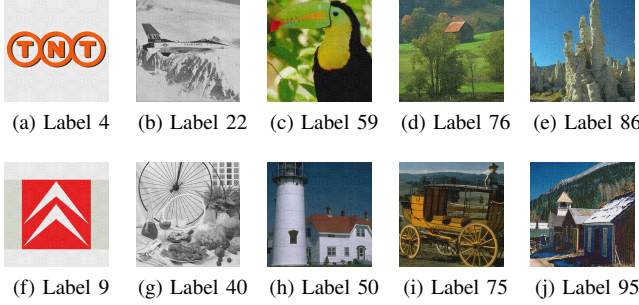 TNT
(a) Label 4
(b) Label 22
(c) Label 59
(d) Label 76
(e) Label 86
(f) Label 9
(g) Label 40
(h) Label 50
(i) Label 75
(j) Label 95